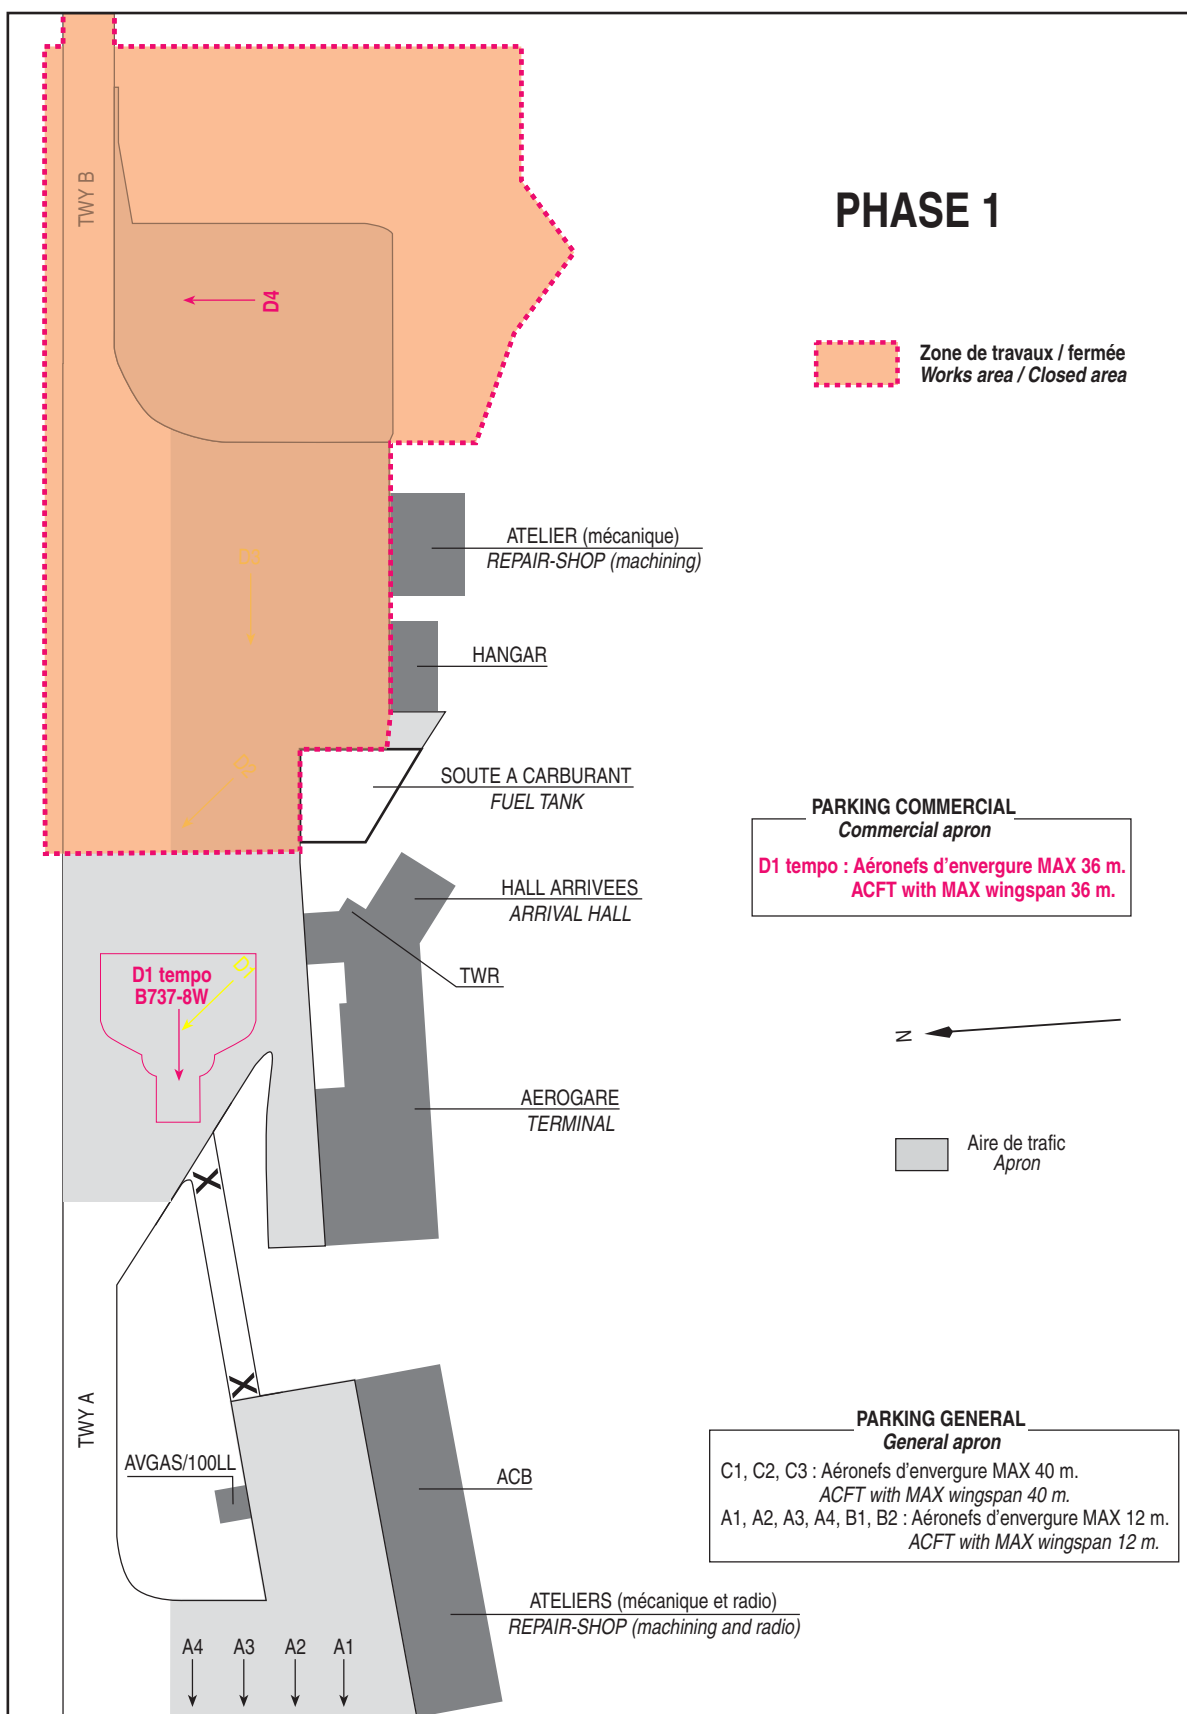 PHASE 1
TWY B
D4
Zone de travaux / fermée
Works area / Closed area
ATELIER (mécanique)
REPAIR-SHOP (machining)
D3
HANGAR
D2
SOUTE A CARBURANT
FUEL TANK
PARKING COMMERCIAL
Commercial apron
D1 tempo : Aéronefs d'envergure MAX 36 m.
ACFT with MAX wingspan 36 m.
HALL ARRIVEES
ARRIVAL HALL
TWR
D1 tempo
B737-8W
D1
N
AEROGARE
TERMINAL
Aire de trafic
Apron
X
X
TWY A
AVGAS/100LL
ACB
PARKING GENERAL
General apron
C1, C2, C3 : Aéronefs d'envergure MAX 40 m.
ACFT with MAX wingspan 40 m.
A1, A2, A3, A4, B1, B2 : Aéronefs d'envergure MAX 12 m.
ACFT with MAX wingspan 12 m.
ATELIERS (mécanique et radio)
REPAIR-SHOP (machining and radio)
A4 A3 A2 A1